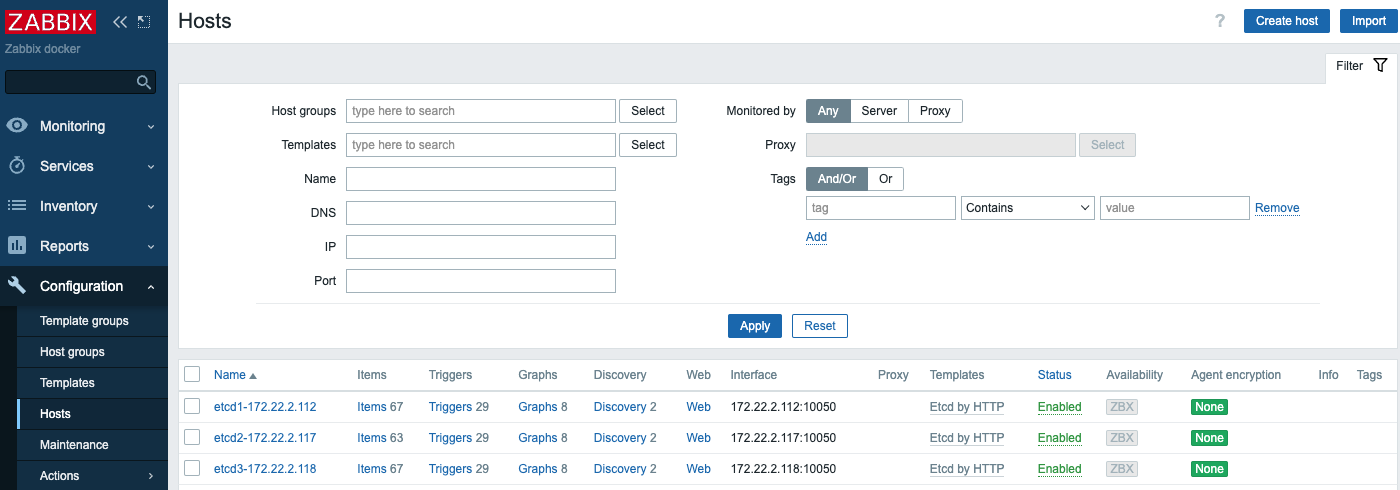 ZABBIX
Zabbix docker
Monitoring
Services
Inventory
Reports
Configuration
Template groups
Host groups
Templates
Hosts
Maintenance
Actions
Hosts
? Create host Import
Filter
Host groups type here to search Select
Templates type here to search Select
Name
DNS
IP
Port
Monitored by Any Server Proxy
Proxy Select
Tags And/Or Or
tag Contains value Remove
Add
Apply Reset
Name Items Triggers Graphs Discovery Web Interface Proxy Templates Status Availability Agent encryption Info Tags
etcd1-172.22.2.112 Items 67 Triggers 29 Graphs 8 Discovery 2 Web 172.22.2.112:10050 Etcd by HTTP Enabled ZBX None
etcd2-172.22.2.117 Items 63 Triggers 29 Graphs 8 Discovery 2 Web 172.22.2.117:10050 Etcd by HTTP Enabled ZBX None
etcd3-172.22.2.118 Items 67 Triggers 29 Graphs 8 Discovery 2 Web 172.22.2.118:10050 Etcd by HTTP Enabled ZBX None